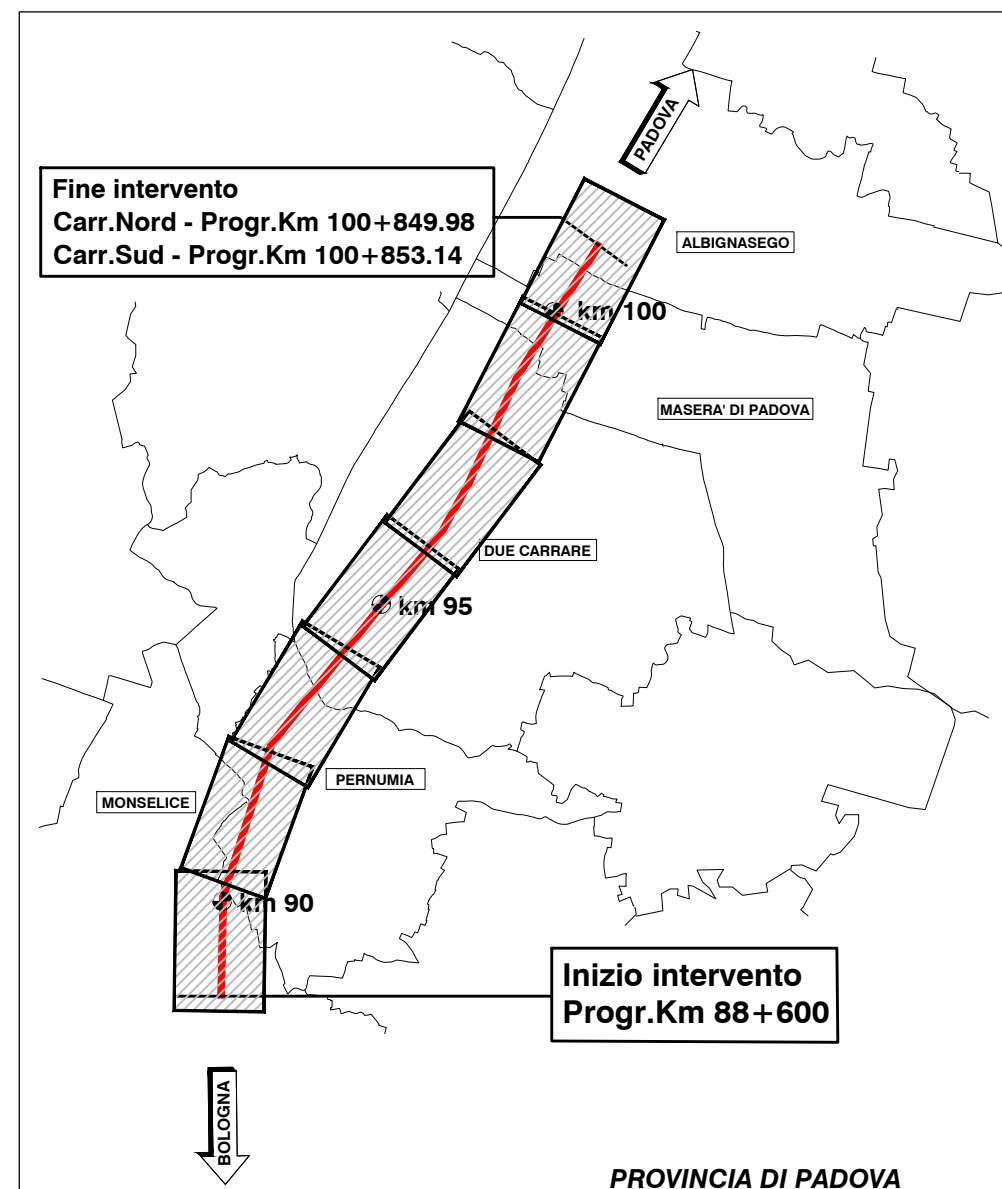 PADOVA
Fine intervento
Carr.Nord - Progr.Km 100+849.98
Carr.Sud - Progr.Km 100+853.14
ALBIGNASEGO
km 100
MASERA' DI PADOVA
DUE CARRARE
km 95
PERNUMIA
MONSELICE
km 90
Inizio intervento
Progr.Km 88+600
BOLOGNA
PROVINCIA DI PADOVA